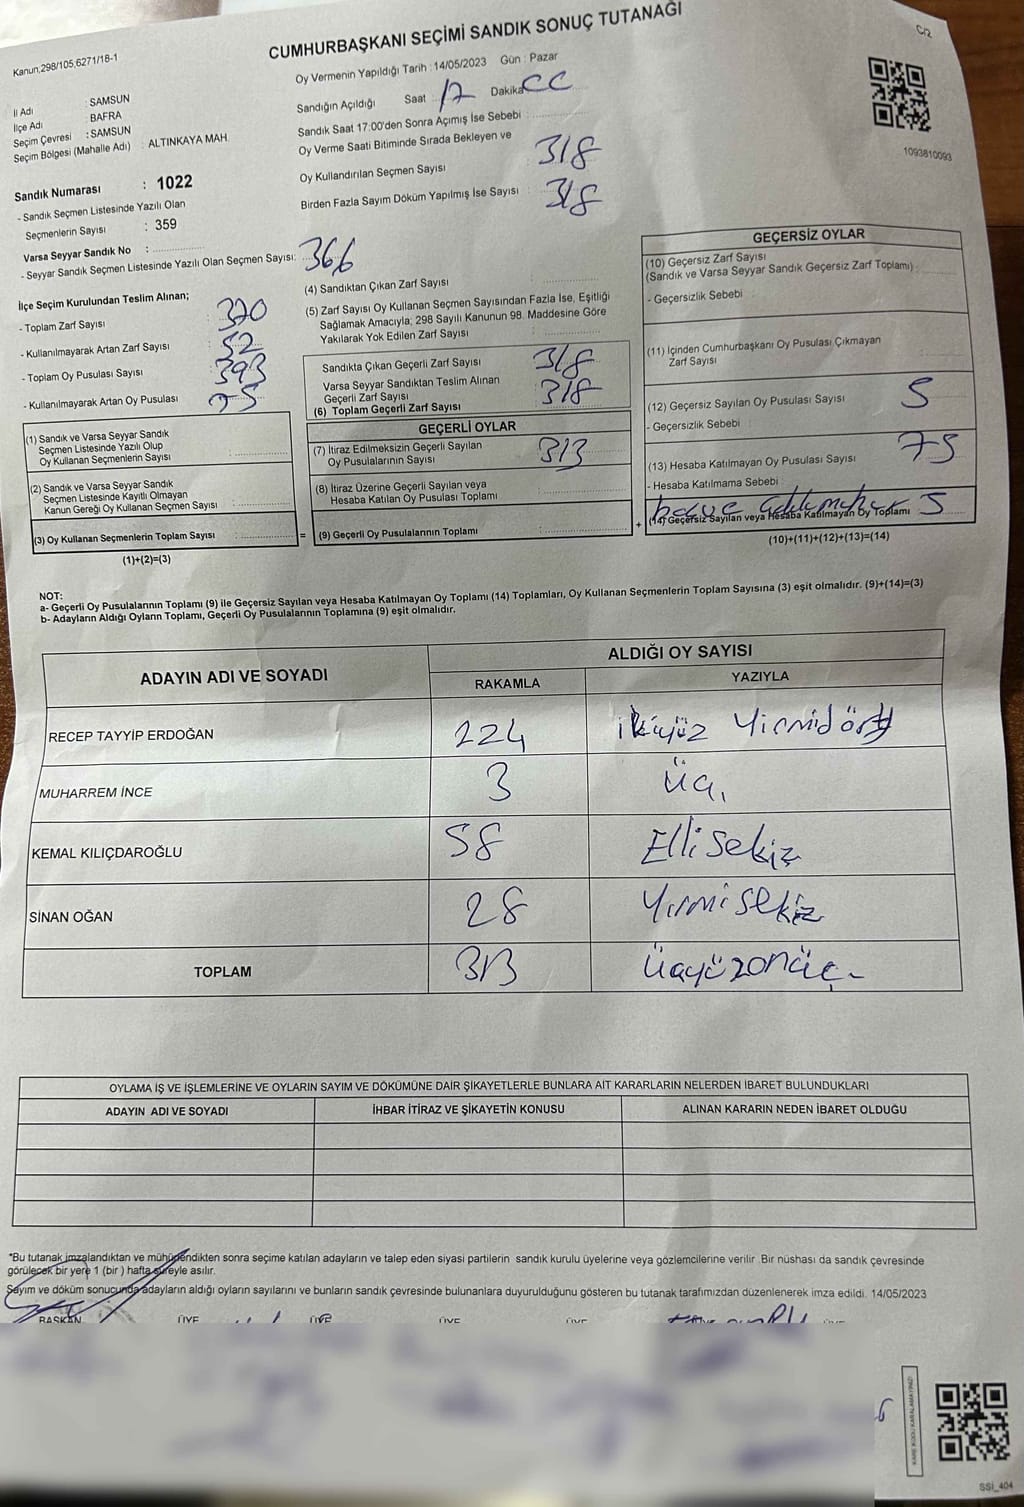 CUMHURBAŞKANI SEÇİMİ SANDIK SONUÇ TUTANAĞI
C/2
Kanun,298/105,6271/18-1
Oy Vermenin Yapıldığı Tarih : 14/05/2023 Gün : Pazar
İl Adı : SAMSUN
İlçe Adı : BAFRA
Seçim Çevresi : SAMSUN
Seçim Bölgesi (Mahalle Adı) : ALTINKAYA MAH.
Sandık Numarası : 1022
- Sandık Seçmen Listesinde Yazılı Olan
Seçmenlerin Sayısı : 359
Varsa Seyyar Sandık No :
- Seyyar Sandık Seçmen Listesinde Yazılı Olan Seçmen Sayısı: 366
İlçe Seçim Kurulundan Teslim Alınan;
- Toplam Zarf Sayısı 370
- Kullanılmayarak Artan Zarf Sayısı 52
- Toplam Oy Pusulası Sayısı 393
- Kullanılmayarak Artan Oy Pusulası 75
(1) Sandık ve Varsa Seyyar Sandık
Seçmen Listesinde Yazılı Olup
Oy Kullanan Seçmenlerin Sayısı
(2) Sandık ve Varsa Seyyar Sandık
Seçmen Listesinde Kayıtlı Olmayan
Kanun Gereği Oy Kullanan Seçmen Sayısı
(3) Oy Kullanan Seçmenlerin Toplam Sayısı :
(1)+(2)=(3)
Sandığın Açıldığı Saat 17 Dakika CC
Sandık Saat 17:00'den Sonra Açımış İse Sebebi :
Oy Verme Saati Bitiminde Sırada Bekleyen ve
Oy Kullandırılan Seçmen Sayısı 318
Birden Fazla Sayım Döküm Yapılmış İse Sayısı : 318
(4) Sandıktan Çıkan Zarf Sayısı
(5) Zarf Sayısı Oy Kullanan Seçmen Sayısından Fazla İse, Eşitliği
Sağlamak Amacıyla; 298 Sayılı Kanunun 98. Maddesine Göre
Yakılarak Yok Edilen Zarf Sayısı
Sandıkta Çıkan Geçerli Zarf Sayısı 318
Varsa Seyyar Sandıktan Teslim Alınan
Geçerli Zarf Sayısı 318
(6) Toplam Geçerli Zarf Sayısı
GEÇERLİ OYLAR
(7) İtiraz Edilmeksizin Geçerli Sayılan
Oy Pusulalarının Sayısı 313
(8) İtiraz Üzerine Geçerli Sayılan veya
Hesaba Katılan Oy Pusulası Toplamı
= (9) Geçerli Oy Pusulalarının Toplamı +
1093810093
GEÇERSİZ OYLAR
(10) Geçersiz Zarf Sayısı
(Sandık ve Varsa Seyyar Sandık Geçersiz Zarf Toplamı)
- Geçersizlik Sebebi
(11) İçinden Cumhurbaşkanı Oy Pusulası Çıkmayan
Zarf Sayısı
(12) Geçersiz Sayılan Oy Pusulası Sayısı 5
- Geçersizlik Sebebi :
(13) Hesaba Katılmayan Oy Pusulası Sayısı 75
- Hesaba Katılmama Sebebi
(14) Geçersiz Sayılan veya Hesaba Katılmayan Oy Toplamı 5
(10)+(11)+(12)+(13)=(14)
NOT:
a- Geçerli Oy Pusulalarının Toplamı (9) ile Geçersiz Sayılan veya Hesaba Katılmayan Oy Toplamı (14) Toplamları, Oy Kullanan Seçmenlerin Toplam Sayısına (3) eşit olmalıdır. (9)+(14)=(3)
b- Adayların Aldığı Oyların Toplamı, Geçerli Oy Pusulalarının Toplamına (9) eşit olmalıdır.
ADAYIN ADI VE SOYADI ALDIĞI OY SAYISI
RAKAMLA YAZIYLA
RECEP TAYYİP ERDOĞAN 224 ikiyüz Yirmidört
MUHARREM İNCE 3 üç
KEMAL KILIÇDAROĞLU 58 Elli Sekiz
SİNAN OĞAN 28 Yirmi sekiz
TOPLAM 313 üçyüzonüç
OYLAMA İŞ VE İŞLEMLERİNE VE OYLARIN SAYIM VE DÖKÜMÜNE DAİR ŞİKAYETLERLE BUNLARA AİT KARARLARIN NELERDEN İBARET BULUNDUKLARI
ADAYIN ADI VE SOYADI İHBAR İTİRAZ VE ŞİKAYETİN KONUSU ALINAN KARARIN NEDEN İBARET OLDUĞU
*Bu tutanak imzalandıktan ve mühürlendikten sonra seçime katılan adayların ve talep eden siyasi partilerin sandık kurulu üyelerine veya gözlemcilerine verilir. Bir nüshası da sandık çevresinde
görülecek bir yere 1 (bir ) hafta süreyle asılır.
Sayım ve döküm sonucunda adayların aldığı oyların sayılarını ve bunların sandık çevresinde bulunanlara duyurulduğunu gösteren bu tutanak tarafımızdan düzenlenerek imza edildi. 14/05/2023
BAŞKAN ÜYE ÜYE ÜYE ÜYE ÜYE
SSİ_404